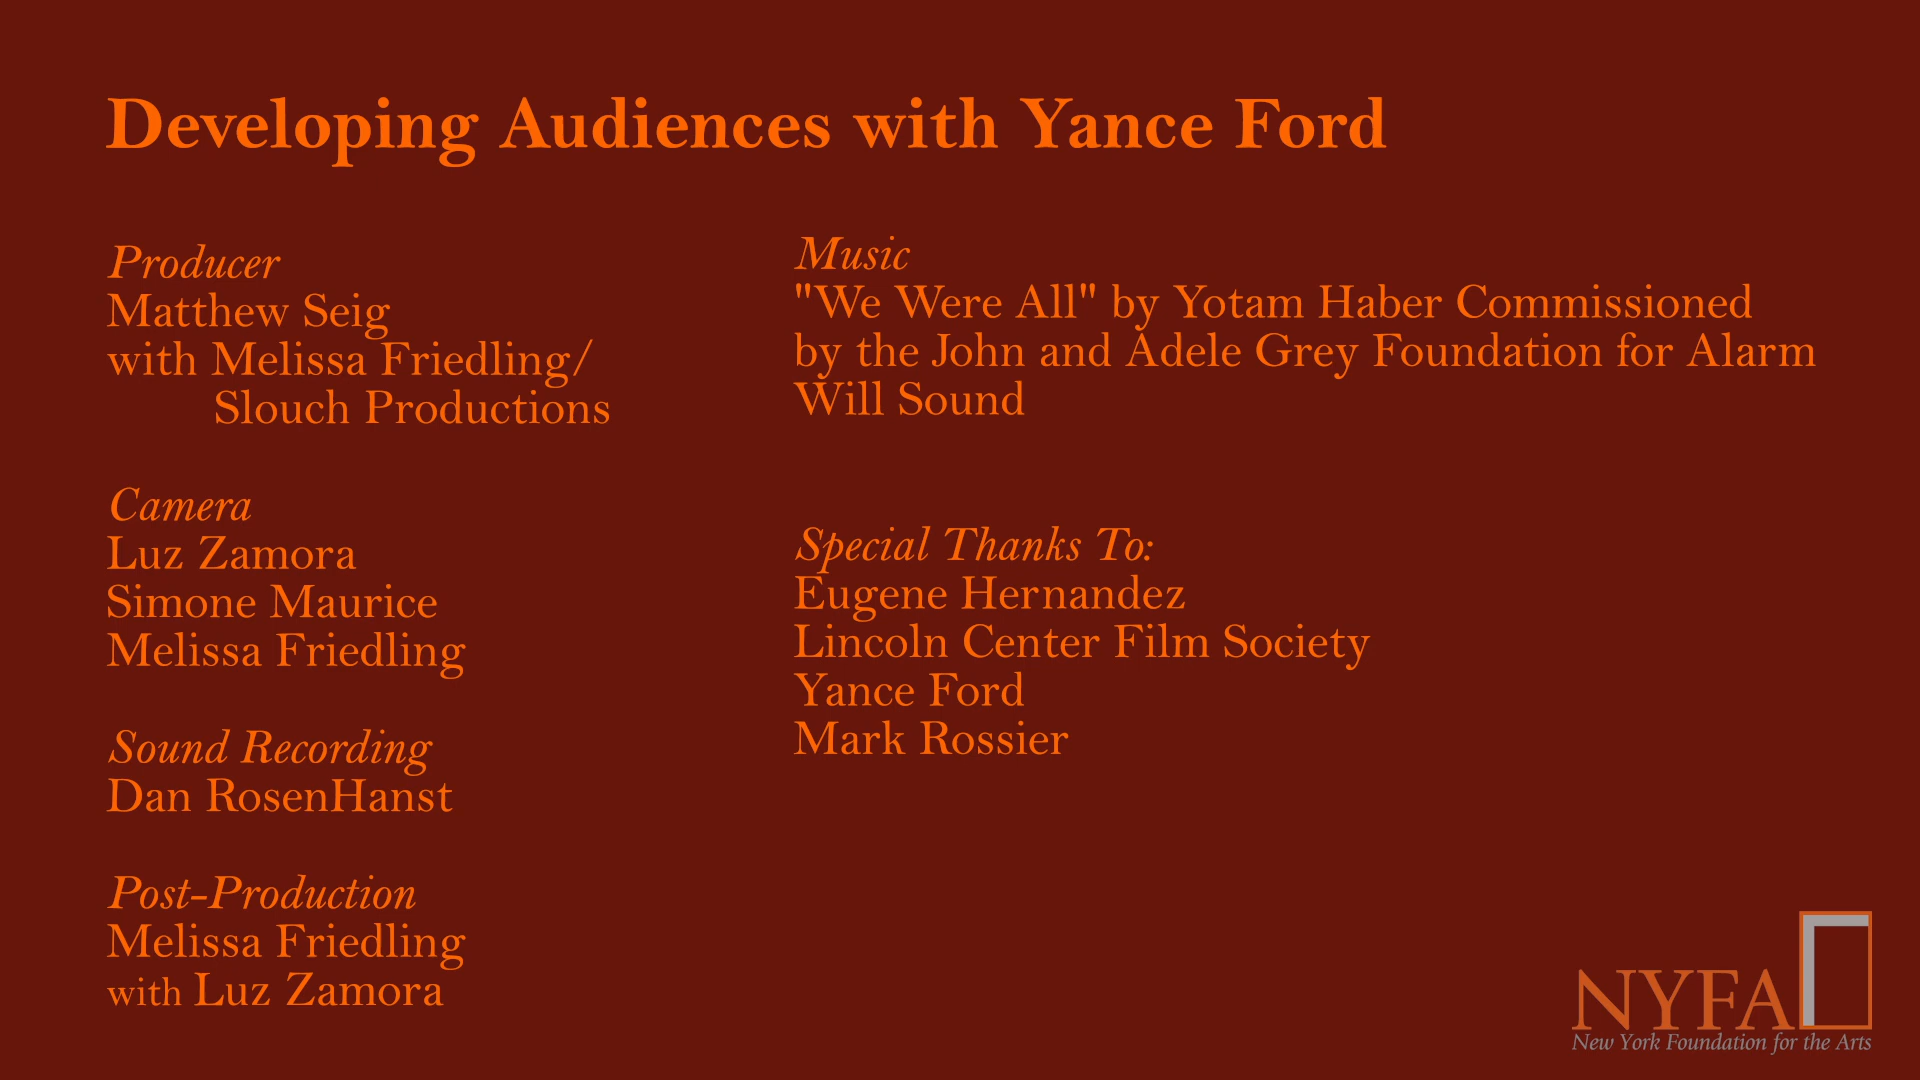 Developing Audiences with Yance Ford
Producer
Matthew Seig
with Melissa Friedling/
Slouch Productions
Camera
Luz Zamora
Simone Maurice
Melissa Friedling
Sound Recording
Dan RosenHanst
Post-Production
Melissa Friedling
with Luz Zamora
Music
"We Were All" by Yotam Haber Commissioned
by the John and Adele Grey Foundation for Alarm
Will Sound
Special Thanks To:
Eugene Hernandez
Lincoln Center Film Society
Yance Ford
Mark Rossier
NYFA
New York Foundation for the Arts